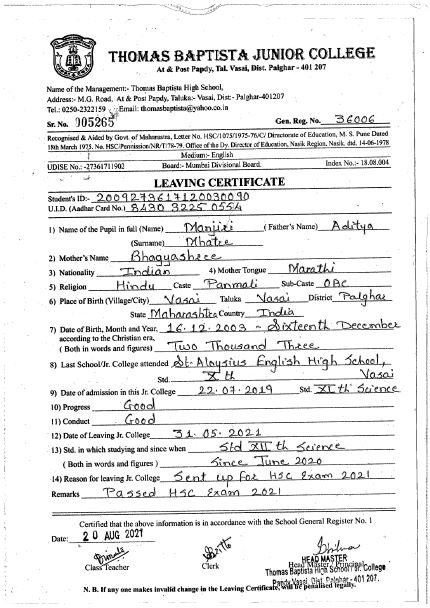 THOMAS BAPTISTA JUNIOR COLLEGE
At & Post Papdy, Tal. Vasai, Dist. Palghar - 401 207
Name of the Management:- Thomas Baptista High School,
Address:- M.G. Road, At & Post Papdy, Taluka:- Vasai, Dist:- Palghar-401207
Tel.: 0250-2322159 Email: thomasbaptista@yahoo.co.in
Sr. No. 005265 Gen. Reg. No. 36006
Recognised & Aided by Govt. of Maharastra, Letter No. HSC/1075/1975-76/C/ Directorate of Education, M. S. Pune Dated
18th March 1975. No. HSC/Pennission/NR/T/78-79. Office of the Dy. Director of Education, Nasik Region, Nasik. dtd. 14-06-1978
Medium:- English
UDISE No.: -27361711902 Board:- Mumbai Divisional Board. Index No.:- 18.08.004
LEAVING CERTIFICATE
Student's ID:- 2009273617120030090
U.I.D. (Aadhar Card No.) 8430 3225 0554
1) Name of the Pupil in full (Name) Manjiri ( Father's Name) Aditya
(Surname) Mhatre
2) Mother's Name Bhagyashree
3) Nationality Indian 4) Mother Tongue Marathi
5) Religion Hindu Caste Panmali Sub-Caste OBC
6) Place of Birth (Village/City) Vasai Taluka Vasai District Palghar
State Maharashtra Country India
7) Date of Birth, Month and Year, 16.12.2003 - Sixteenth December
according to the Christian era,
( Both in words and figures) Two Thousand Three
8) Last School/Jr. College attended St. Aloysius English High School,
Std. Xth Vasai
9) Date of admission in this Jr. College 22.07.2019 Std. XIth Science
10) Progress Good
11) Conduct Good
12) Date of Leaving Jr. College 31.05.2021
13) Std. in which studying and since when Std XII th Science
( Both in words and figures ) Since June 2020
14) Reason for leaving Jr. College Sent up for HSC Exam 2021
Remarks Passed HSC Exam 2021
Certified that the above information is in accordance with the School General Register No. 1
Date: 20 AUG 2021
Class Teacher Clerk Head Master / Principal
HEAD MASTER
Thomas Baptista High School / Jr. College
Papdy Vasai, Dist. Palghar - 401 207.
N. B. If any one makes invalid change in the Leaving Certificate, will be penalised legally.